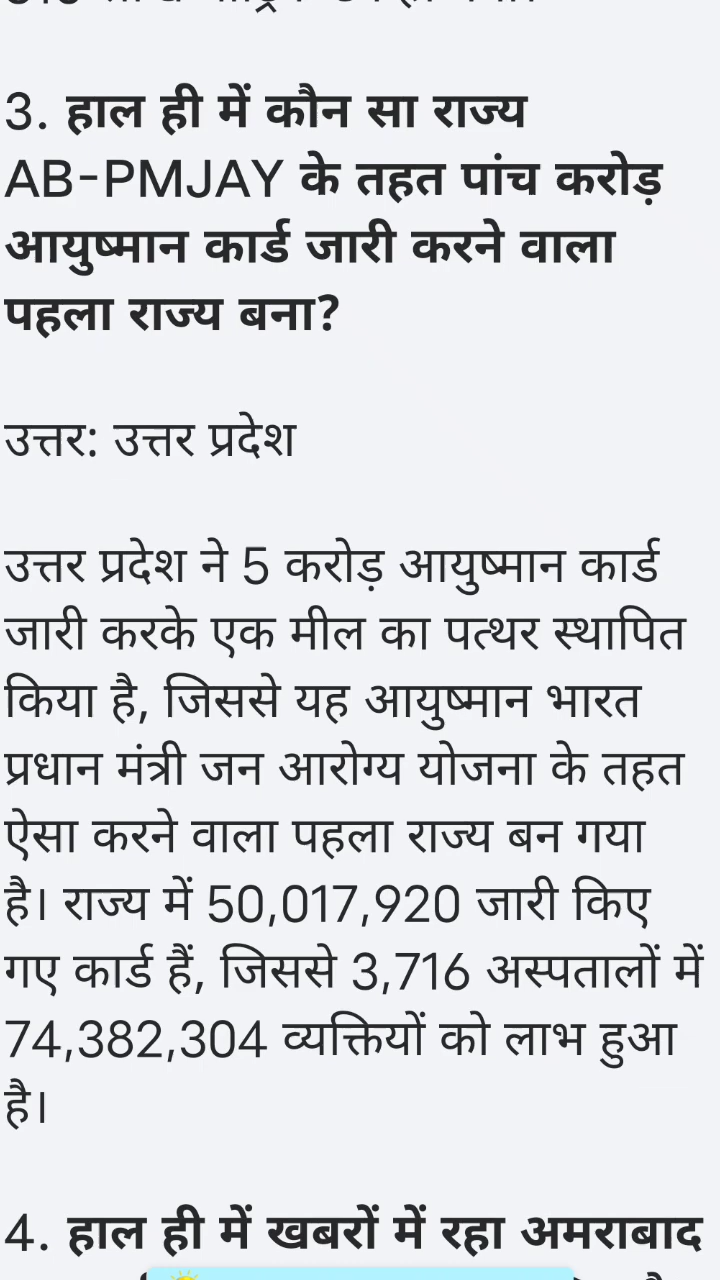 3. हाल ही में कौन सा राज्य
AB-PMJAY के तहत पांच करोड़
आयुष्मान कार्ड जारी करने वाला
पहला राज्य बना?
उत्तर: उत्तर प्रदेश
उत्तर प्रदेश ने 5 करोड़ आयुष्मान कार्ड
जारी करके एक मील का पत्थर स्थापित
किया है, जिससे यह आयुष्मान भारत
प्रधान मंत्री जन आरोग्य योजना के तहत
ऐसा करने वाला पहला राज्य बन गया
है। राज्य में 50,017,920 जारी किए
गए कार्ड हैं, जिससे 3,716 अस्पतालों में
74,382,304 व्यक्तियों को लाभ हुआ
है।
4. हाल ही में खबरों में रहा अमराबाद